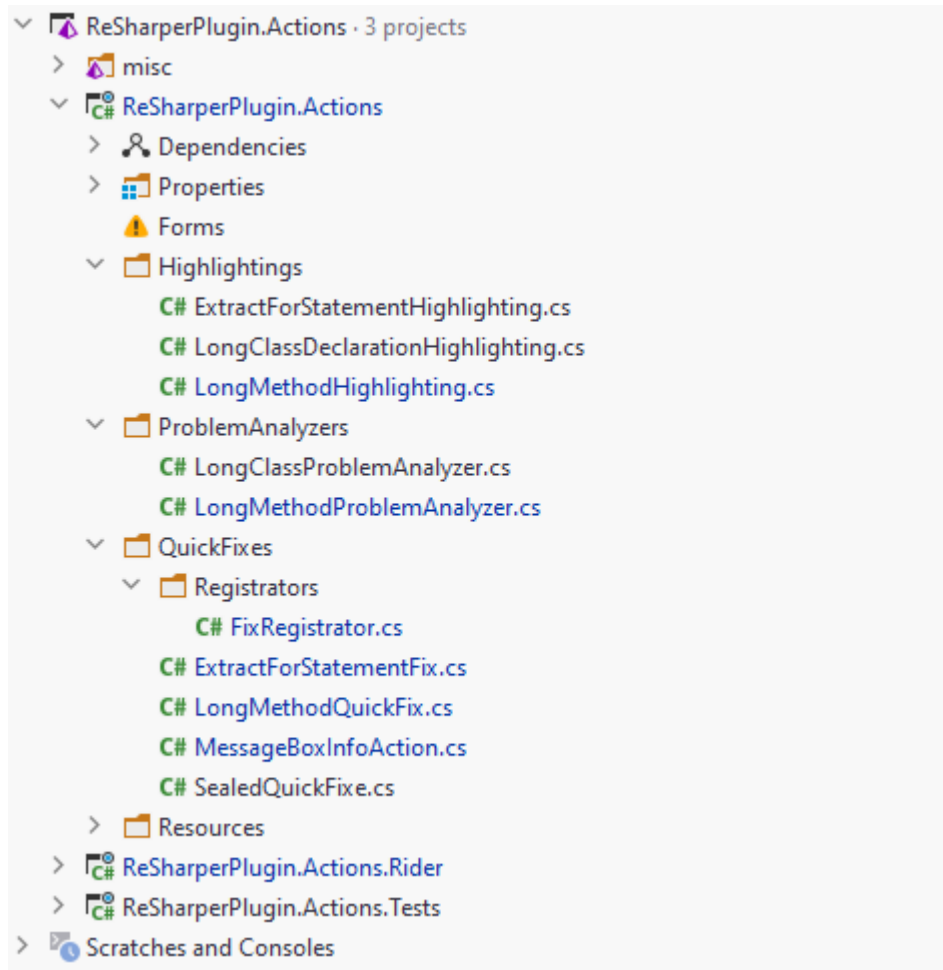 ReSharperPlugin.Actions · 3 projects
misc
C# ReSharperPlugin.Actions
Dependencies
Properties
Forms
Highlightings
C# ExtractForStatementHighlighting.cs
C# LongClassDeclarationHighlighting.cs
C# LongMethodHighlighting.cs
ProblemAnalyzers
C# LongClassProblemAnalyzer.cs
C# LongMethodProblemAnalyzer.cs
QuickFixes
Registrators
C# FixRegistrator.cs
C# ExtractForStatementFix.cs
C# LongMethodQuickFix.cs
C# MessageBoxInfoAction.cs
C# SealedQuickFixe.cs
Resources
C# ReSharperPlugin.Actions.Rider
C# ReSharperPlugin.Actions.Tests
Scratches and Consoles